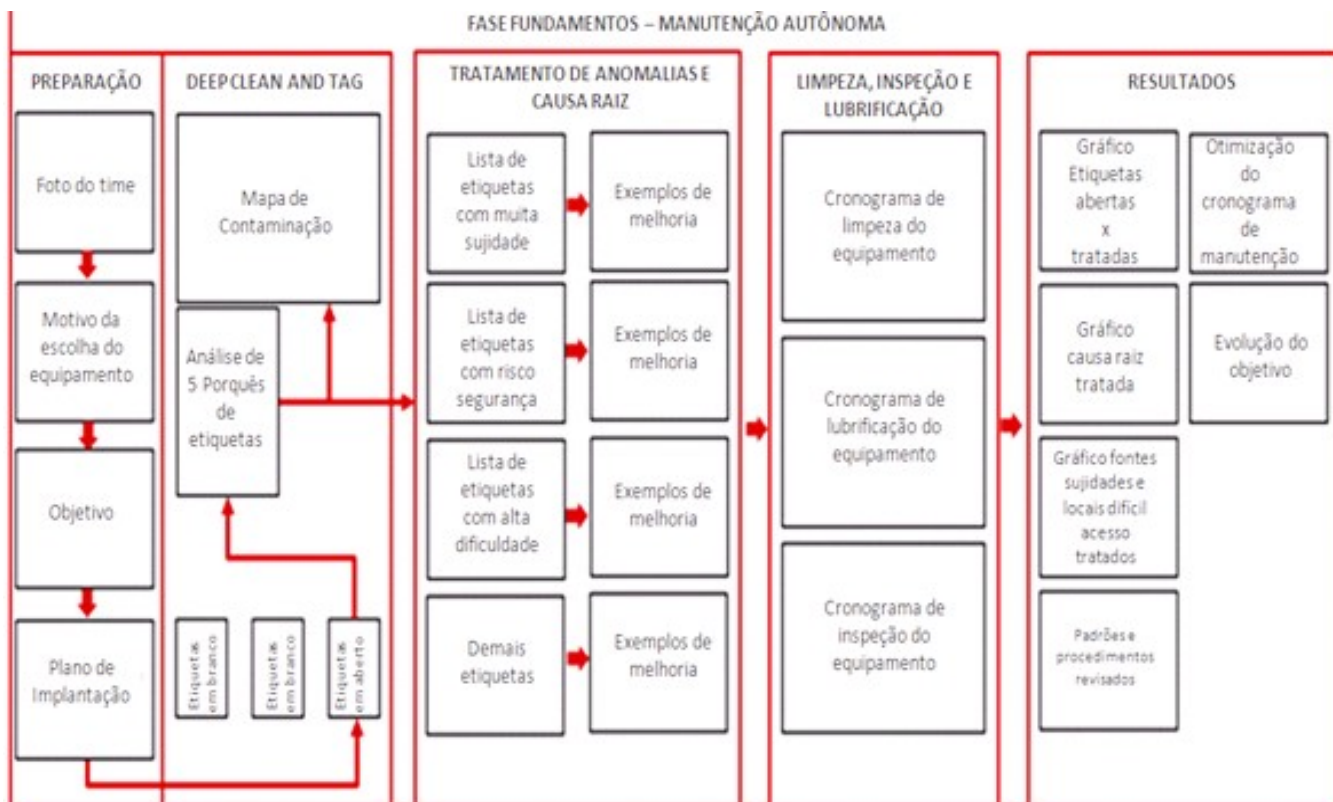 FASE FUNDAMENTOS – MANUTENÇÃO AUTÔNOMA
PREPARAÇÃO
Foto do time
Motivo da
escolha do
equipamento
Objetivo
Plano de
Implantação
DEEP CLEAN AND TAG
Mapa de
Contaminação
Análise de
5 Porquês
de
etiquetas
Etiquetas
em branco
Etiquetas
em branco
Etiquetas
em aberto
TRATAMENTO DE ANOMALIAS E
CAUSA RAIZ
Lista de
etiquetas
com muita
sujidade
Exemplos de
melhoria
Lista de
etiquetas
com risco
segurança
Exemplos de
melhoria
Lista de
etiquetas
com alta
dificuldade
Exemplos de
melhoria
Demais
etiquetas
Exemplos de
melhoria
LIMPEZA, INSPEÇÃO E
LUBRIFICAÇÃO
Cronograma de
limpeza do
equipamento
Cronograma de
lubrificação do
equipamento
Cronograma de
inspeção do
equipamento
RESULTADOS
Gráfico
Etiquetas
abertas
x
tratadas
Otimização
do
cronograma
de
manutenção
Gráfico
causa raiz
tratada
Evolução do
objetivo
Gráfico fontes
sujidades e
locais difícil
acesso
tratados
Padrões e
procedimentos
revisados